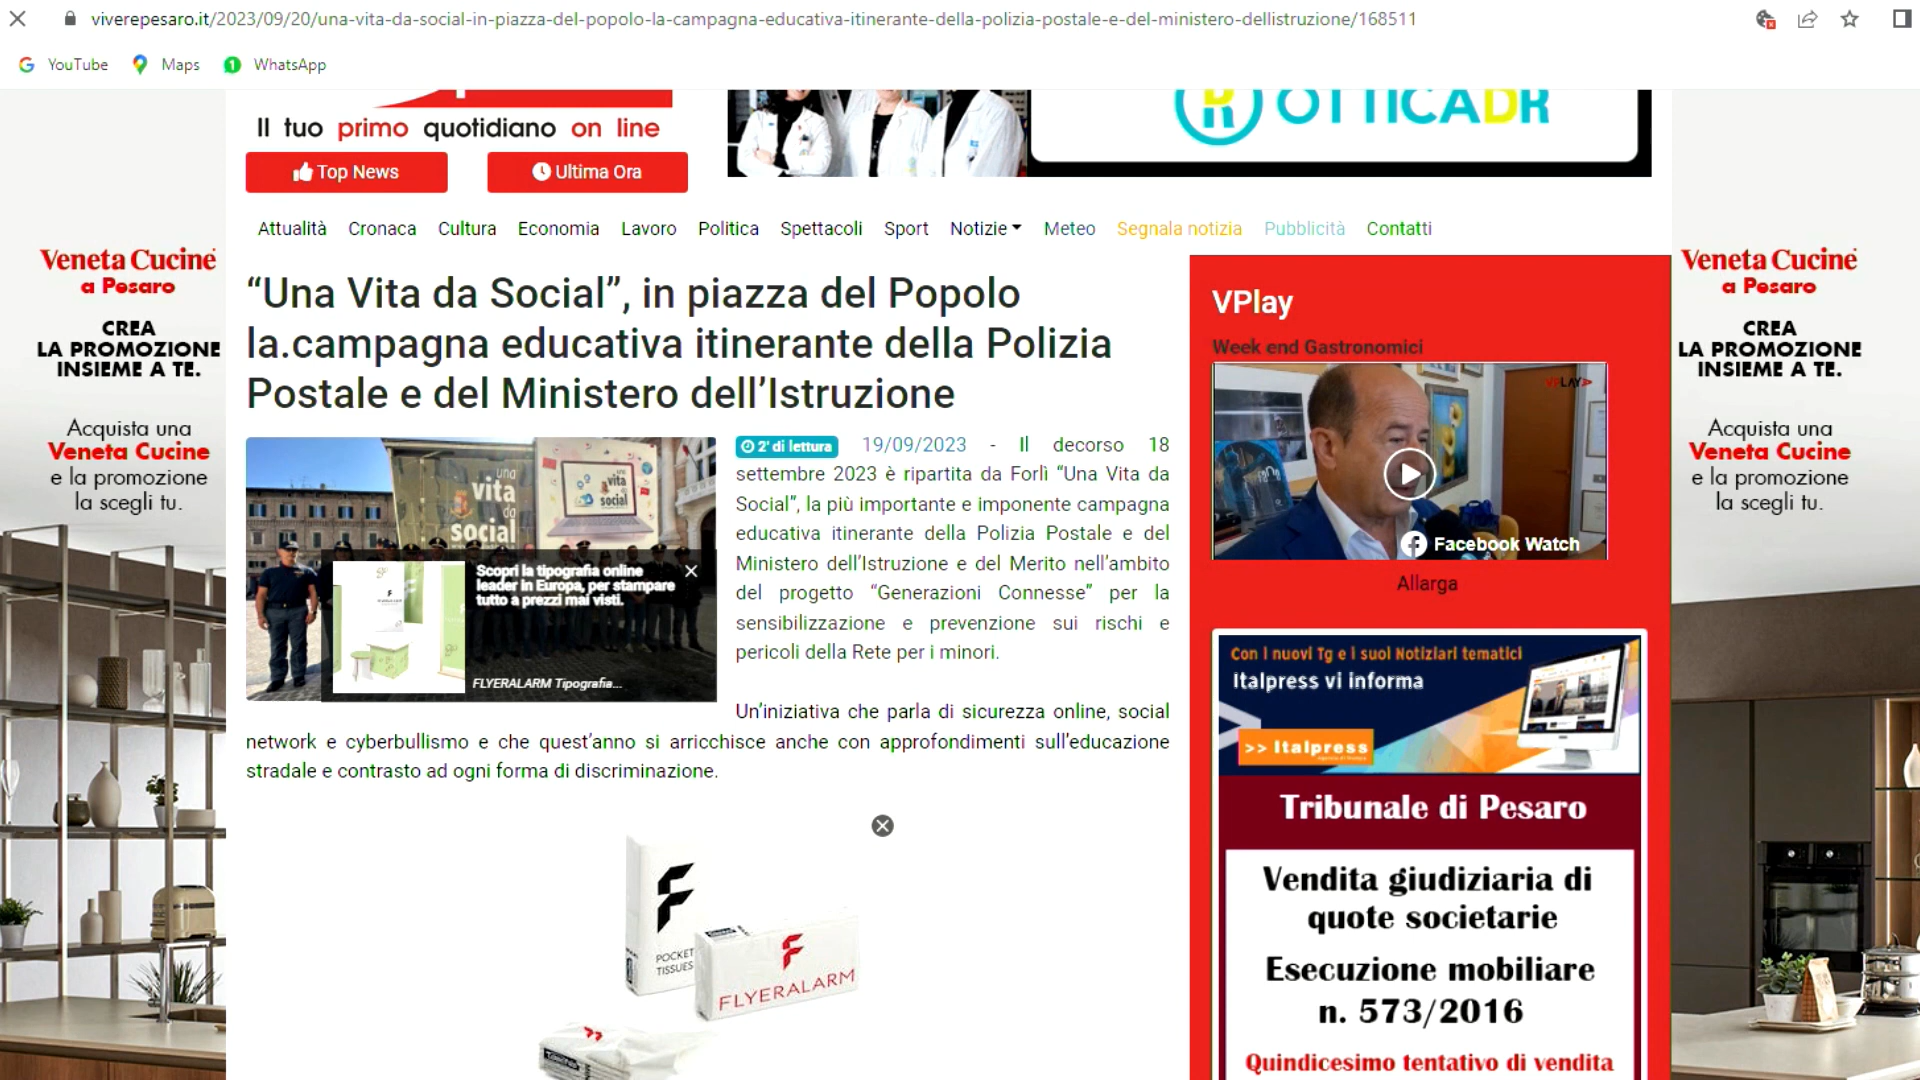 viverepesaro.it/2023/09/20/una-vita-da-social-in-piazza-del-popolo-la-campagna-educativa-itinerante-della-polizia-postale-e-del-ministero-dellistruzione/168511
YouTube Maps WhatsApp
Il tuo primo quotidiano on line
OTTICADR
Top News
Ultima Ora
Attualità Cronaca Cultura Economia Lavoro Politica Spettacoli Sport Notizie Meteo Segnala notizia Pubblicità Contatti
Veneta Cucine
a Pesaro
CREA
LA PROMOZIONE
INSIEME A TE.
Acquista una
Veneta Cucine
e la promozione
la scegli tu.
“Una Vita da Social”, in piazza del Popolo
la.campagna educativa itinerante della Polizia
Postale e del Ministero dell’Istruzione
una
vita
da
social
una
vita
da
social
Scopri la tipografia online
leader in Europa, per stampare
tutto a prezzi mai visti.
FLYERALARM Tipografia...
2' di lettura 19/09/2023 - Il decorso 18
settembre 2023 è ripartita da Forlì “Una Vita da
Social”, la più importante e imponente campagna
educativa itinerante della Polizia Postale e del
Ministero dell’Istruzione e del Merito nell’ambito
del progetto “Generazioni Connesse” per la
sensibilizzazione e prevenzione sui rischi e
pericoli della Rete per i minori.
Un’iniziativa che parla di sicurezza online, social
network e cyberbullismo e che quest’anno si arricchisce anche con approfondimenti sull’educazione
stradale e contrasto ad ogni forma di discriminazione.
F
POCKET
TISSUES
FLYERALARM
VPlay
Week end Gastronomici
VPLAY
Facebook Watch
Allarga
Con i nuovi Tg e i suoi Notiziari tematici
Italpress vi informa
>> Italpress
Tribunale di Pesaro
Vendita giudiziaria di
quote societarie
Esecuzione mobiliare
n. 573/2016
Quindicesimo tentativo di vendita
Veneta Cucine
a Pesaro
CREA
LA PROMOZIONE
INSIEME A TE.
Acquista una
Veneta Cucine
e la promozione
la scegli tu.